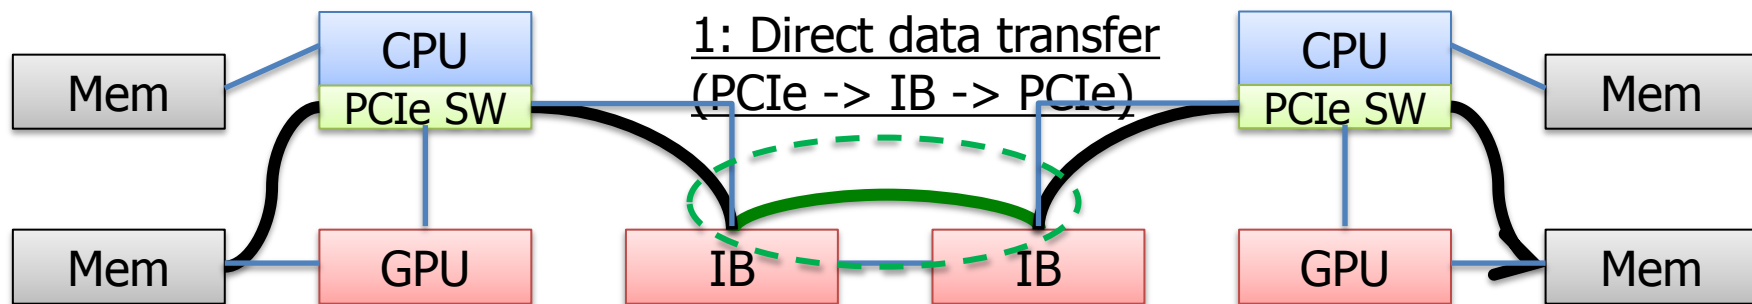 CPU
1: Direct data transfer
CPU
Mem
(PCIe -> IB -> PCIe)
Mem
PCIe SW
PCIe SW
Mem
GPU
IB
IB
GPU
Mem